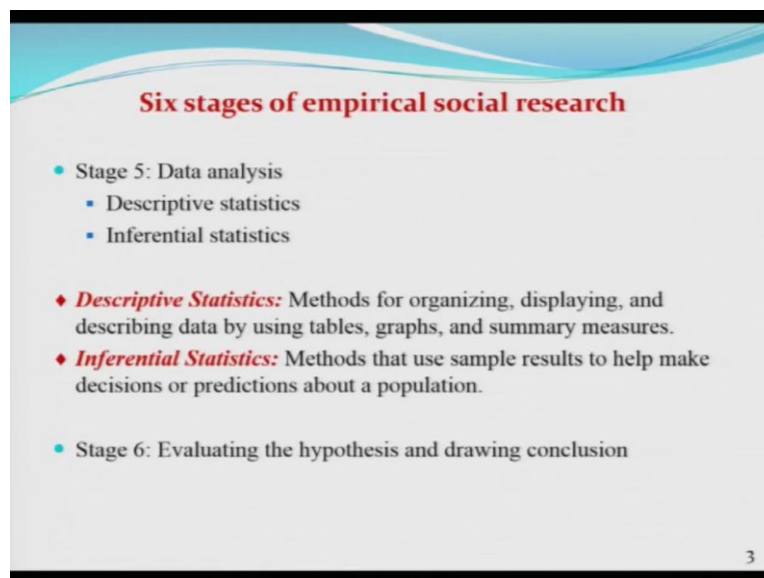 Six stages of empirical social research
Stage 5: Data analysis
Descriptive statistics
Inferential statistics
Descriptive Statistics: Methods for organizing, displaying, and
describing data by using tables, graphs, and summary measures.
Inferential Statistics: Methods that use sample results to help make
decisions or predictions about a population.
Stage 6: Evaluating the hypothesis and drawing conclusion
3